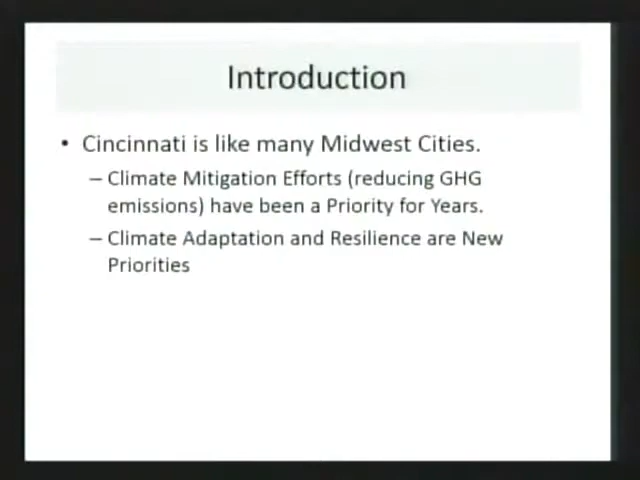 Introduction
• Cincinnati is like many Midwest Cities.
– Climate Mitigation Efforts (reducing GHG
emissions) have been a Priority for Years.
– Climate Adaptation and Resilience are New
Priorities